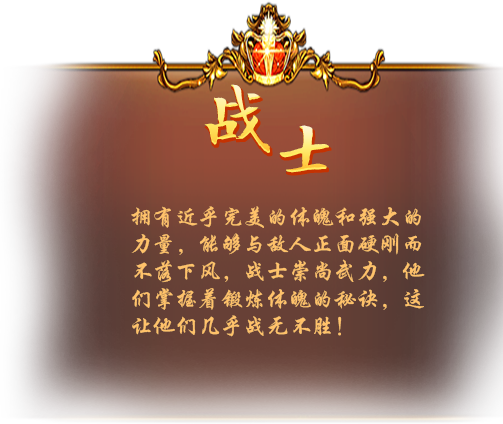 战士
拥有近乎完美的体魄和强大的
力量，能够与敌人正面硬刚而
不落下风，战士崇尚武力，他
们掌握着锻炼体魄的秘诀，这
让他们几乎战无不胜！